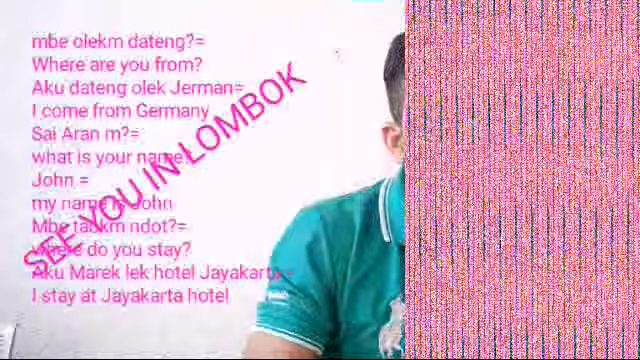 mbe olekm dateng?=
Where are you from?
Aku dateng olek Jerman=
I come from Germany
Sai Aran m?=
what is your name
John =
my name is John
Mbe taokm ndot?=
where do you stay?
Aku Marek lek hotel Jayakarta=
I stay at Jayakarta hotel
SEE YOU IN LOMBOK